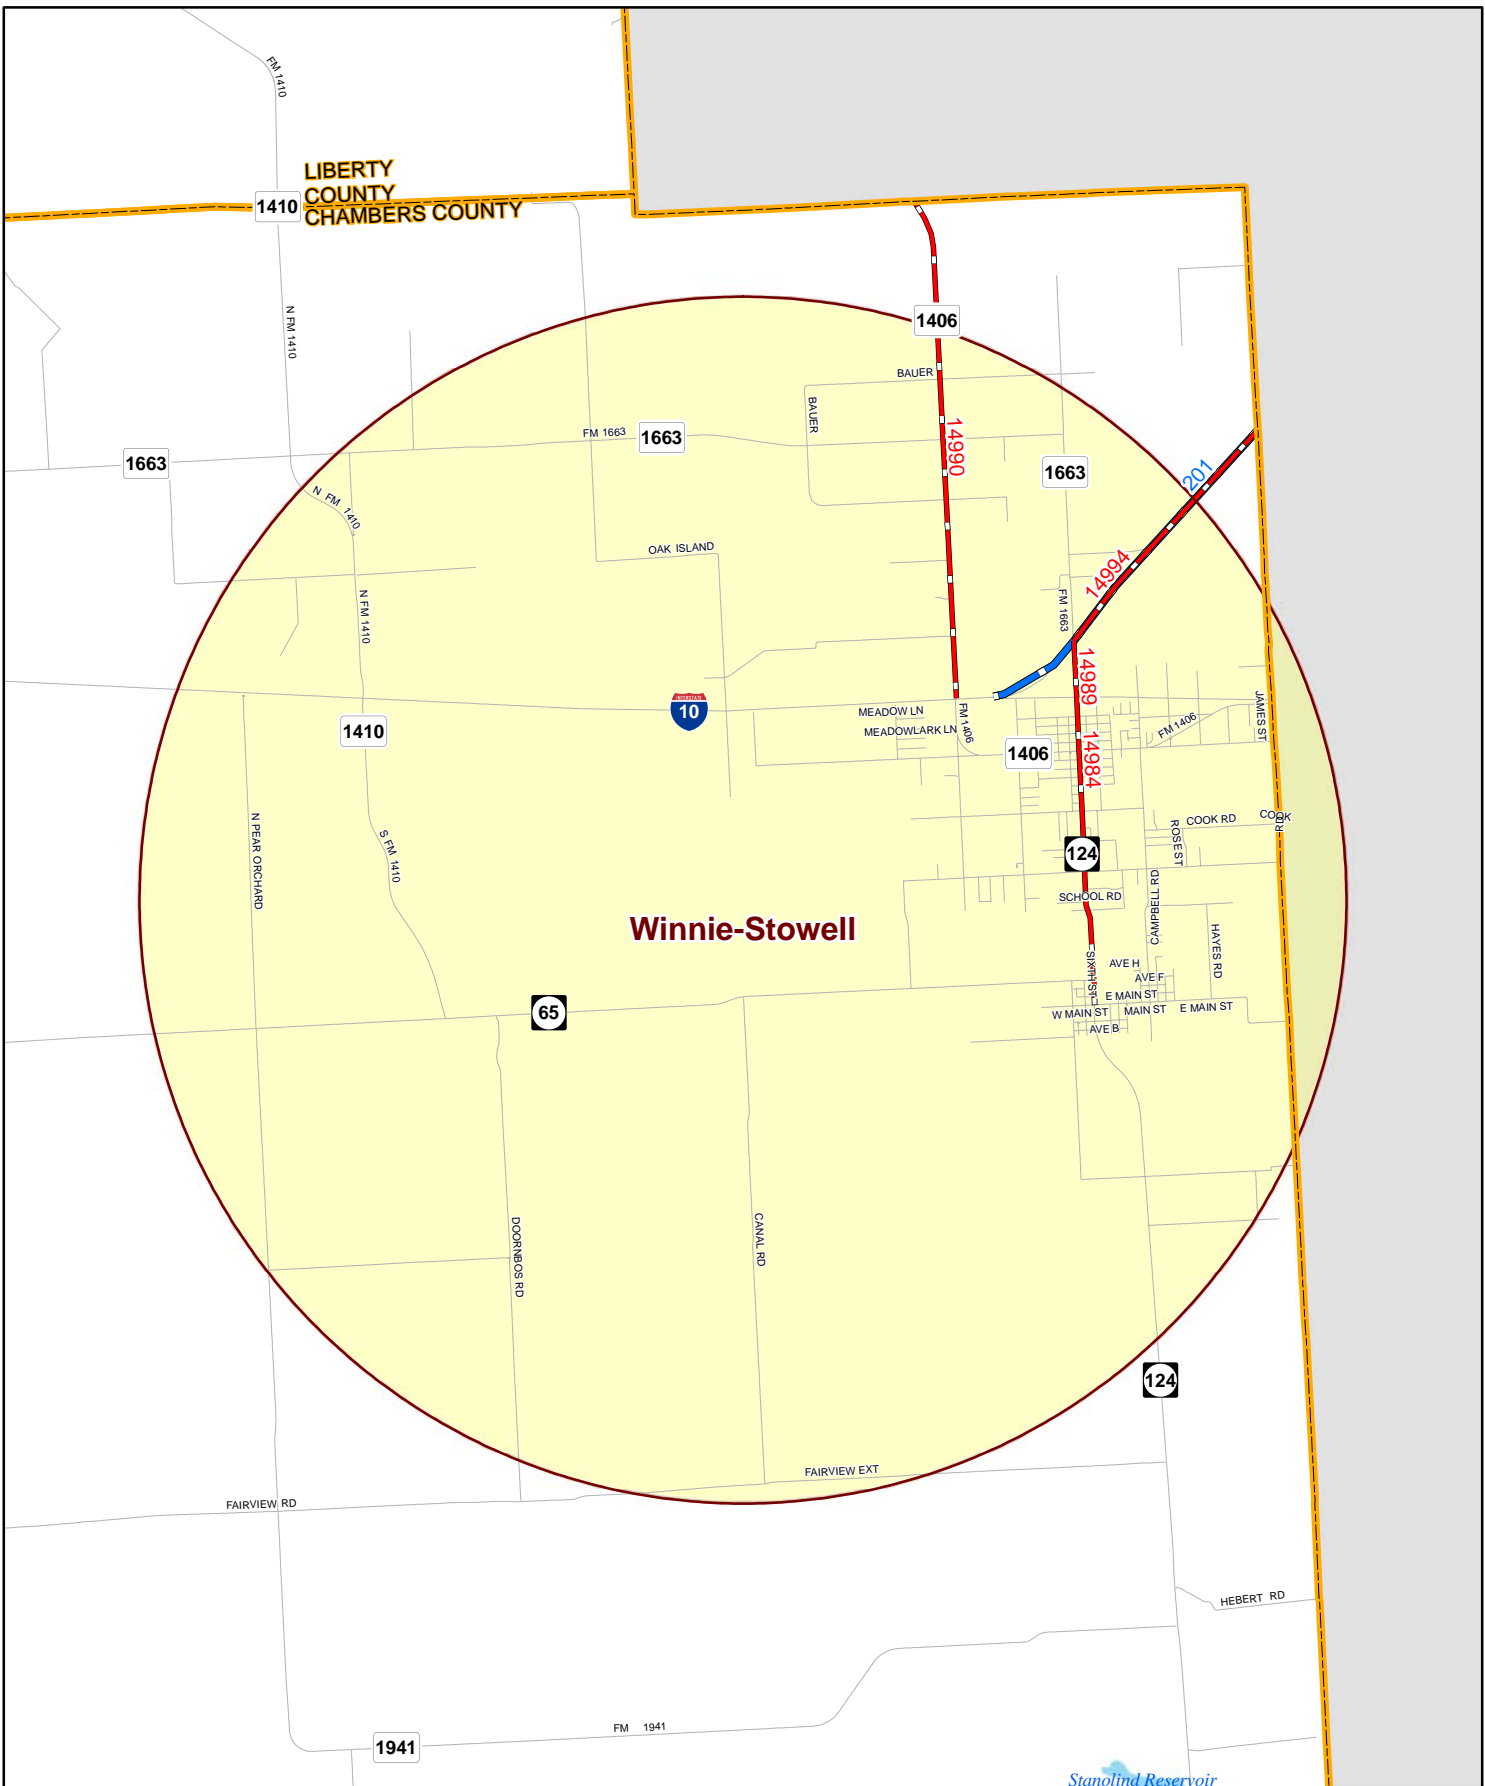 FM 1410
LIBERTY
COUNTY
1410
CHAMBERS COUNTY
N FM 1410
1406
BAUER
BAUER
14990
FM 1663
1663
1663
1663
201
N FM 1410
OAK ISLAND
14994
N FM 1410
FM 1663
14989
INTERSTATE
10
MEADOW LN
MEADOWLARK LN
FM 1406
JAMES ST
FM 1406
1410
1406
14984
N PEAR ORCHARD
S FM 1410
COOK RD
COOK
RD
ROSE ST
124
SCHOOL RD
CAMPBELL RD
Winnie-Stowell
HAYES RD
SIXTH ST
AVE H
AVE F
E MAIN ST
65
W MAIN ST
MAIN ST
E MAIN ST
AVE B
DOORNBOS RD
CANAL RD
124
FAIRVIEW EXT
FAIRVIEW RD
HEBERT RD
FM 1941
1941
Stanolind Reservoir